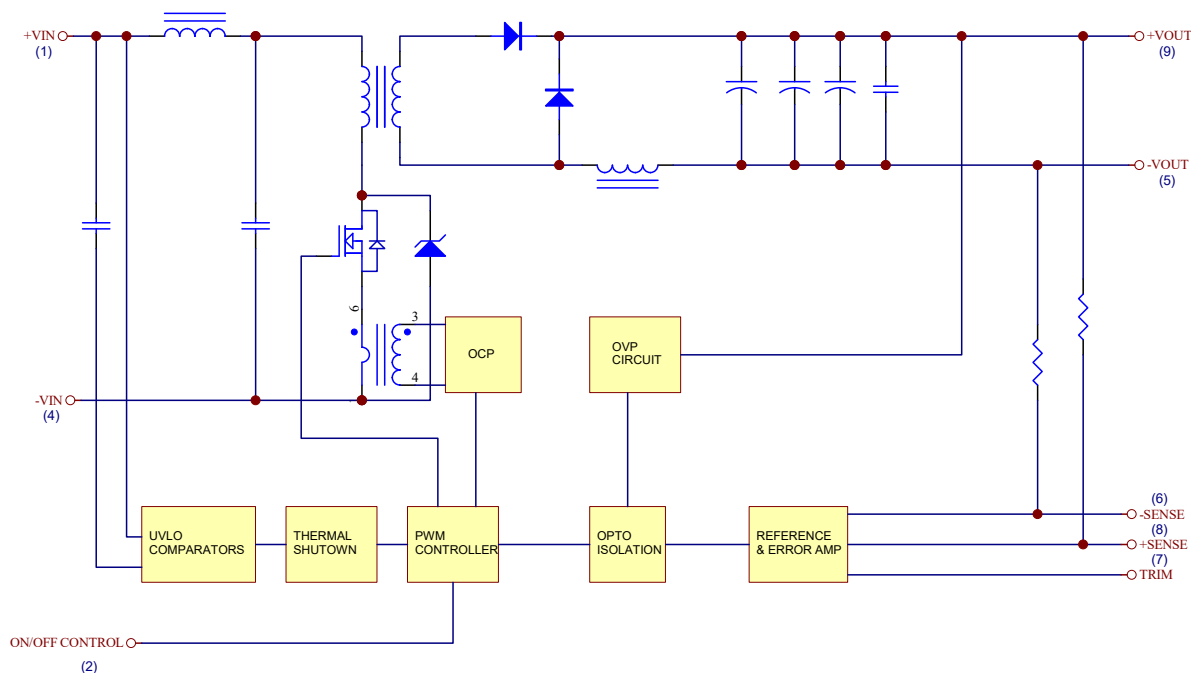 +VIN
(1)
+VOUT
(9)
-VOUT
(5)
6
3
4
OCP
OVP
CIRCUIT
-VIN
(4)
UVLO
COMPARATORS
THERMAL
SHUTOWN
PWM
CONTROLLER
OPTO
ISOLATION
REFERENCE
& ERROR AMP
(6)
-SENSE
(8)
+SENSE
(7)
TRIM
ON/OFF CONTROL
(2)